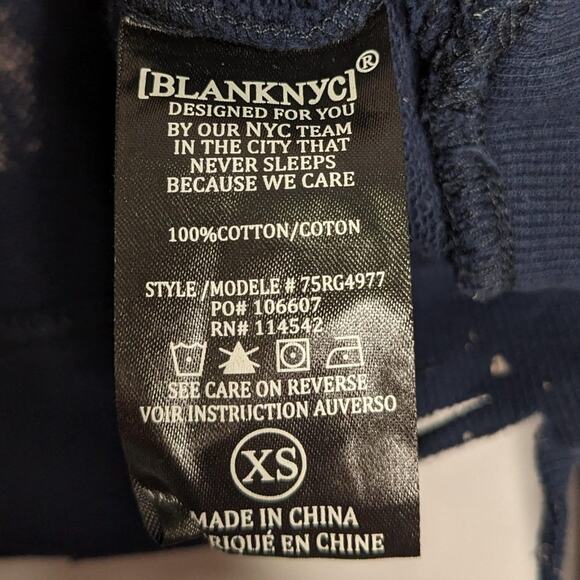 [BLANKNYC]®
DESIGNED FOR YOU
BY OUR NYC TEAM
IN THE CITY THAT
NEVER SLEEPS
BECAUSE WE CARE
100%COTTON/COTON
STYLE/MODELE # 75RG4977
PO# 106607
RN# 114542
SEE CARE ON REVERSE
VOIR INSTRUCTION AUVERSO
XS
MADE IN CHINA
RIQUÉ EN CHINE